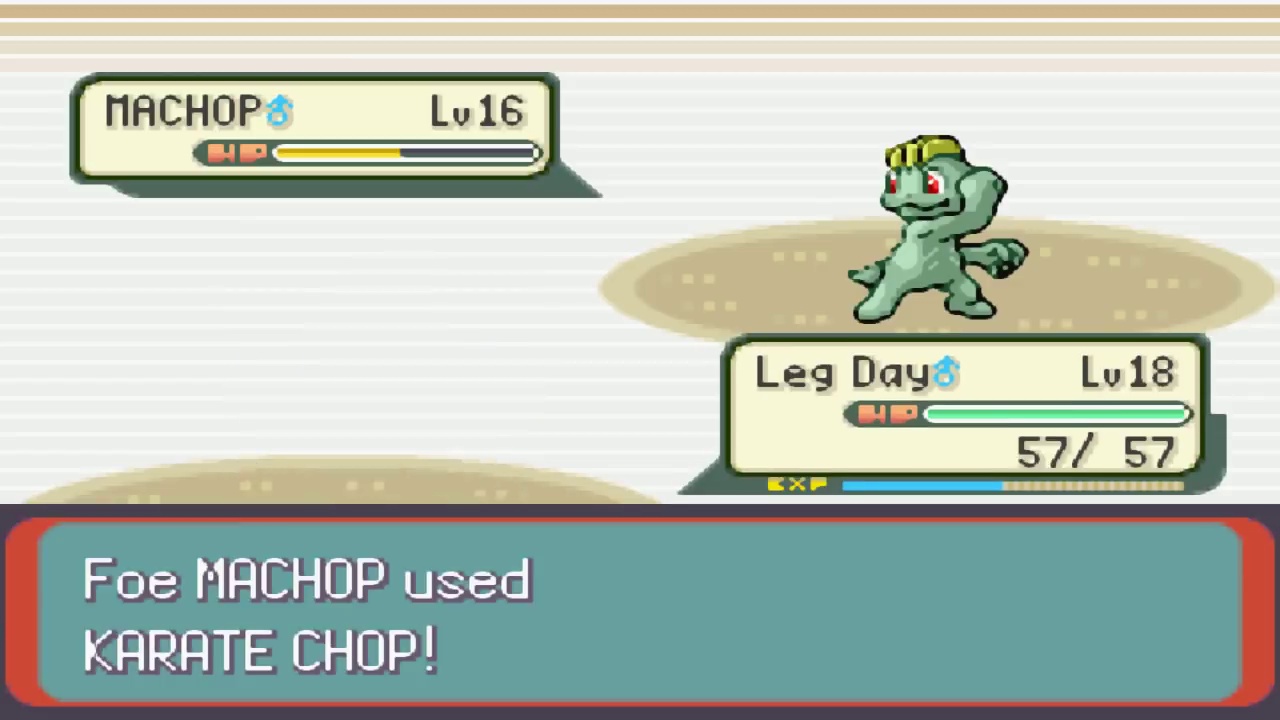 MACHOP♂ Lv16
HP
Leg Day♂ Lv18
HP
57/ 57
EXP
Foe MACHOP used
KARATE CHOP!